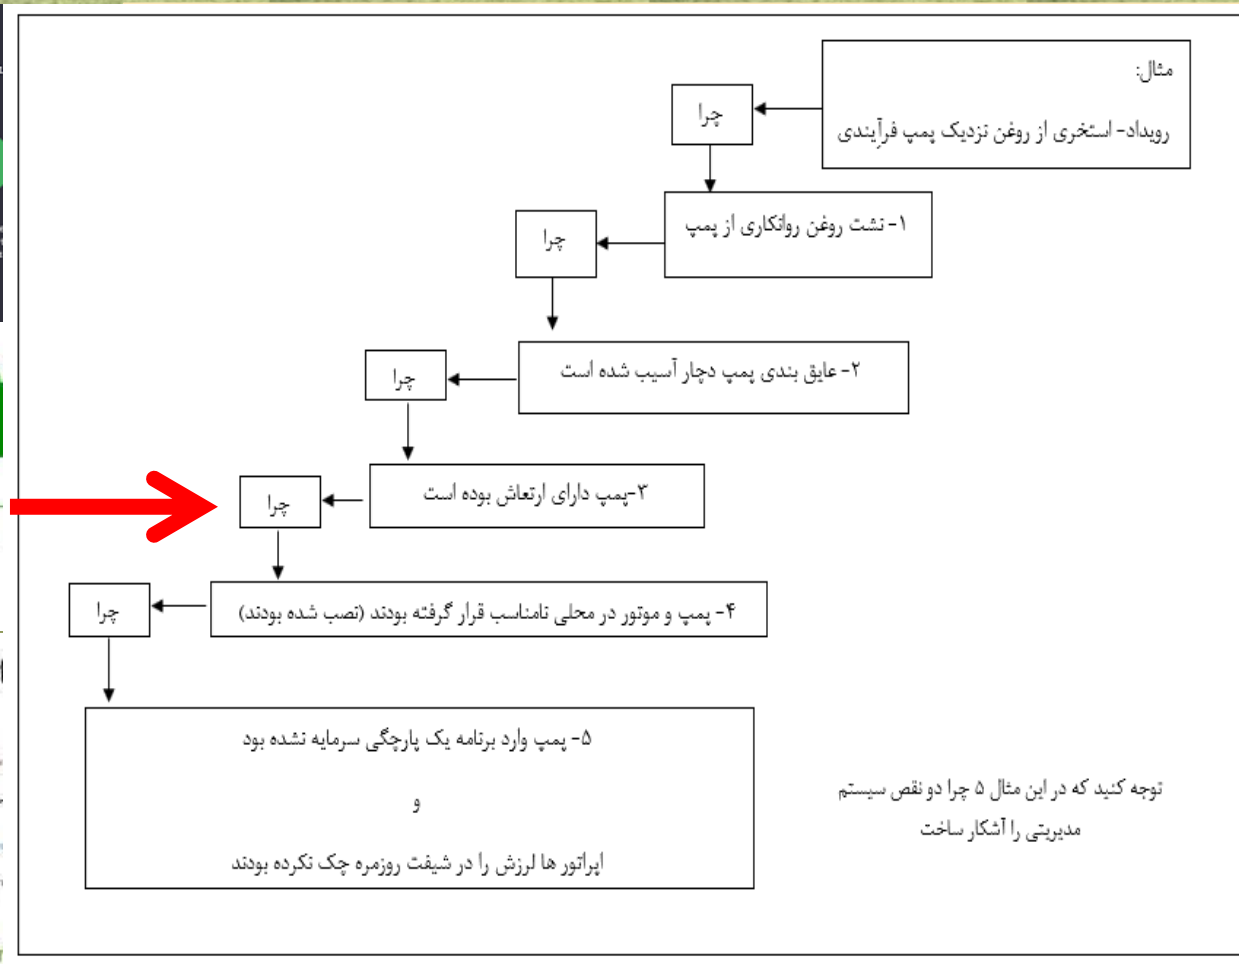 مثال:
رویداد- استخری از روغن نزدیک پمپ فرآیندی
چرا
۱- نشت روغن روانکاری از پمپ
چرا
۲- عایق بندی پمپ دچار آسیب شده است
چرا
۳-پمپ دارای ارتعاش بوده است
چرا
۴- پمپ و موتور در محلی نامناسب قرار گرفته بودند (نصب شده بودند)
چرا
۵- پمپ وارد برنامه یک پارچگی سرمایه نشده بود
و
اپراتور ها لرزش را در شیفت روزمره چک نکرده بودند
توجه کنید که در این مثال ۵ چرا دو نقص سیستم
مدیریتی را آشکار ساخت